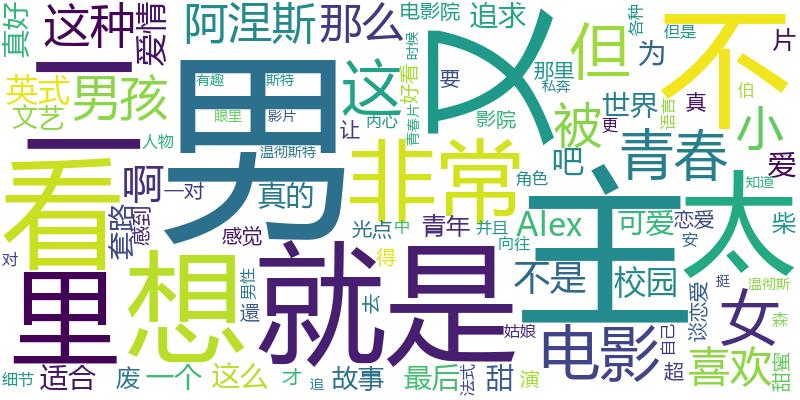 真好
这种
爱情
阿涅斯
那么
电影院
追求
时候
各种
不
片
二
男
这
有趣
斯特
眼里
影片
好看
要
人
但
那里
私奔
为
但是
英式
男孩
文艺
一
人物
温彻斯特
让
内心
青春片
影院
被
世界
语言
真
更
伯
小
看
啊
一对
真的
非常
吧
角色
青春
爱
太
知道
套路
感到
感觉
光点
中
青年
并且
Alex
向往
可爱
恋爱
安
柴
对
里
想
遍
男性
就是
得
去
主
不是
校园
谈恋爱
女
挺
温彻斯
森
姑娘
电影
自己
超
喜欢
甜蜜
细节
适合
废
一个
这么
才
追
故事
最后
法式
甜
演